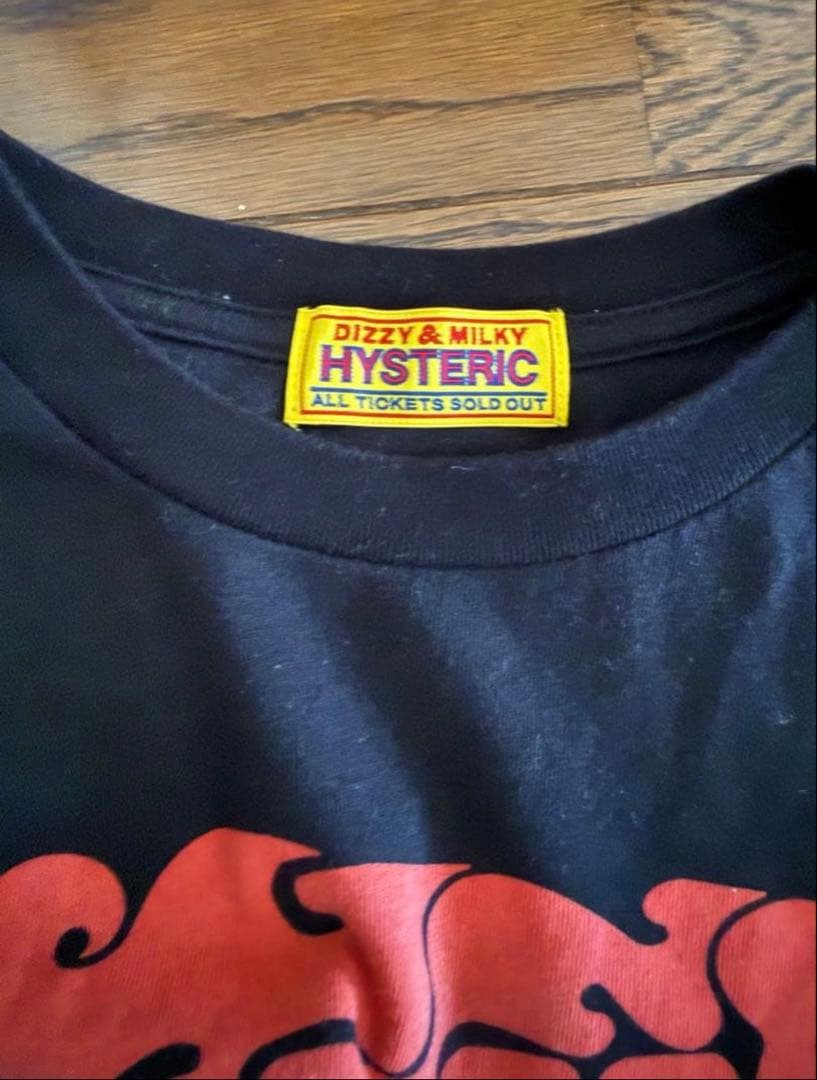 DIZZY & MILKY
HYSTERIC
ALL TICKETS SOLD OUT